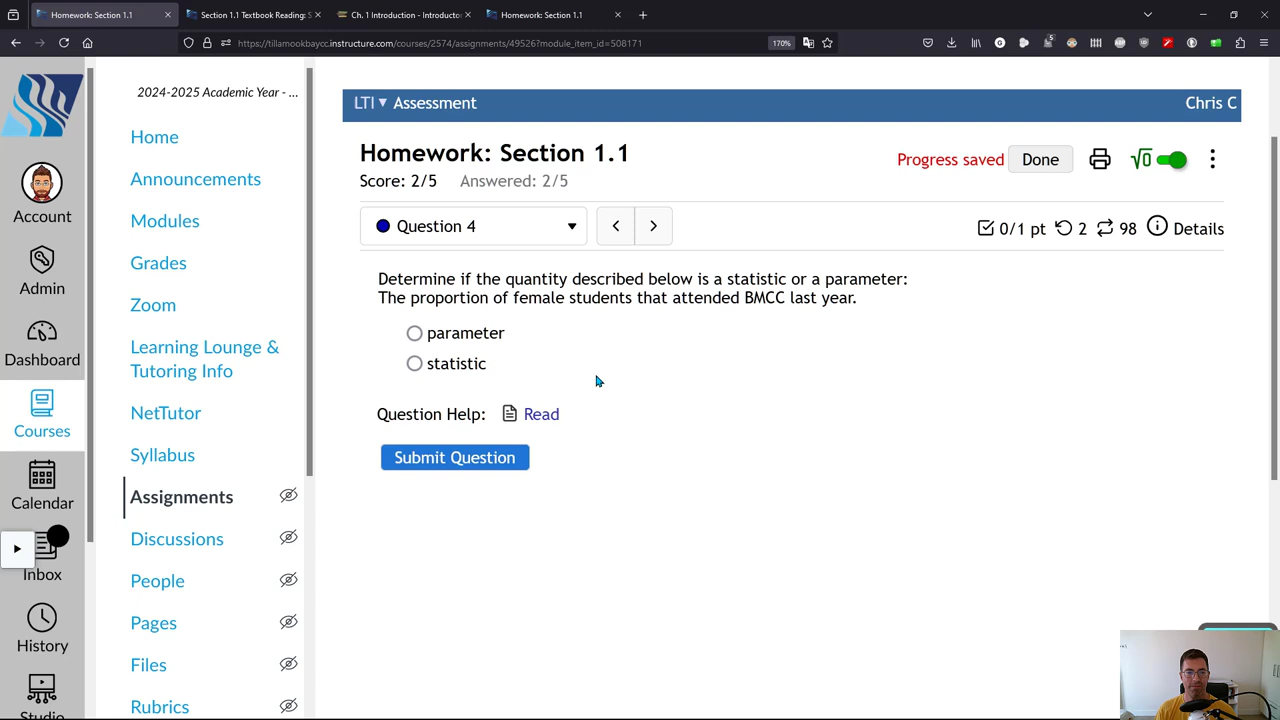 Homework: Section 1.1
Section 1.1 Textbook Reading: S
Ch. 1 Introduction - Introductor
Homework: Section 1.1
https://tillamookbaycc.instructure.com/courses/2574/assignments/49526?module_item_id=508171
170%
5
2024-2025 Academic Year - ...
Account
Admin
Dashboard
Courses
Calendar
Inbox
History
Studio
Home
Announcements
Modules
Grades
Zoom
Learning Lounge &
Tutoring Info
NetTutor
Syllabus
Assignments
Discussions
People
Pages
Files
Rubrics
LTI Assessment
Chris C
Homework: Section 1.1
Progress saved Done √0
Score: 2/5 Answered: 2/5
Question 4 < >
0/1 pt 2 98 Details
Determine if the quantity described below is a statistic or a parameter:
The proportion of female students that attended BMCC last year.
parameter
statistic
Question Help: Read
Submit Question